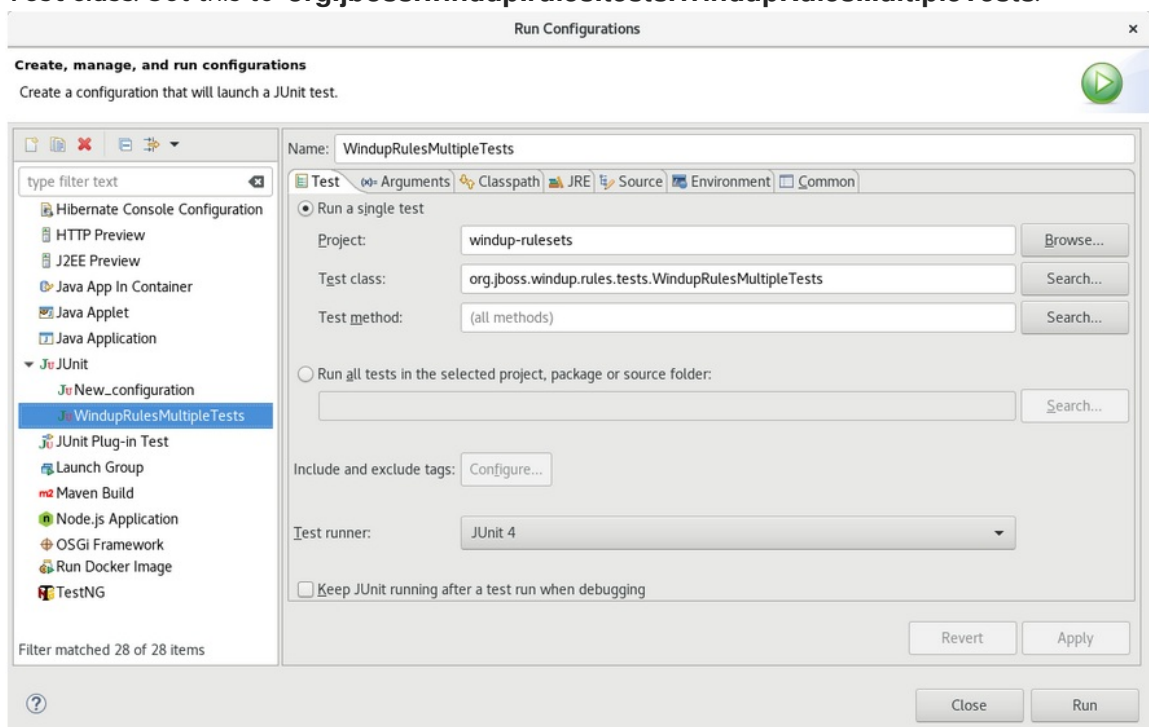 Test class: Set this to org.jboss.windup.rules.tests.WindupRulesMultipleTests.
Run Configurations
Create, manage, and run configurations
Create a configuration that will launch a JUnit test.
Name: WindupRulesMultipleTests
type filter text
Test (x)= Arguments Classpath JRE Source Environment Common
Hibernate Console Configuration
HTTP Preview
J2EE Preview
Java App In Container
Java Applet
Java Application
JUnit
New_configuration
WindupRulesMultipleTests
JUnit Plug-in Test
Launch Group
m2 Maven Build
Node.js Application
OSGi Framework
Run Docker Image
TestNG
Filter matched 28 of 28 items
Run a single test
Project: windup-rulesets Browse...
Test class: org.jboss.windup.rules.tests.WindupRulesMultipleTests Search...
Test method: (all methods) Search...
Run all tests in the selected project, package or source folder:
Search...
Include and exclude tags: Configure...
Test runner: JUnit 4
Keep JUnit running after a test run when debugging
Revert Apply
Close Run